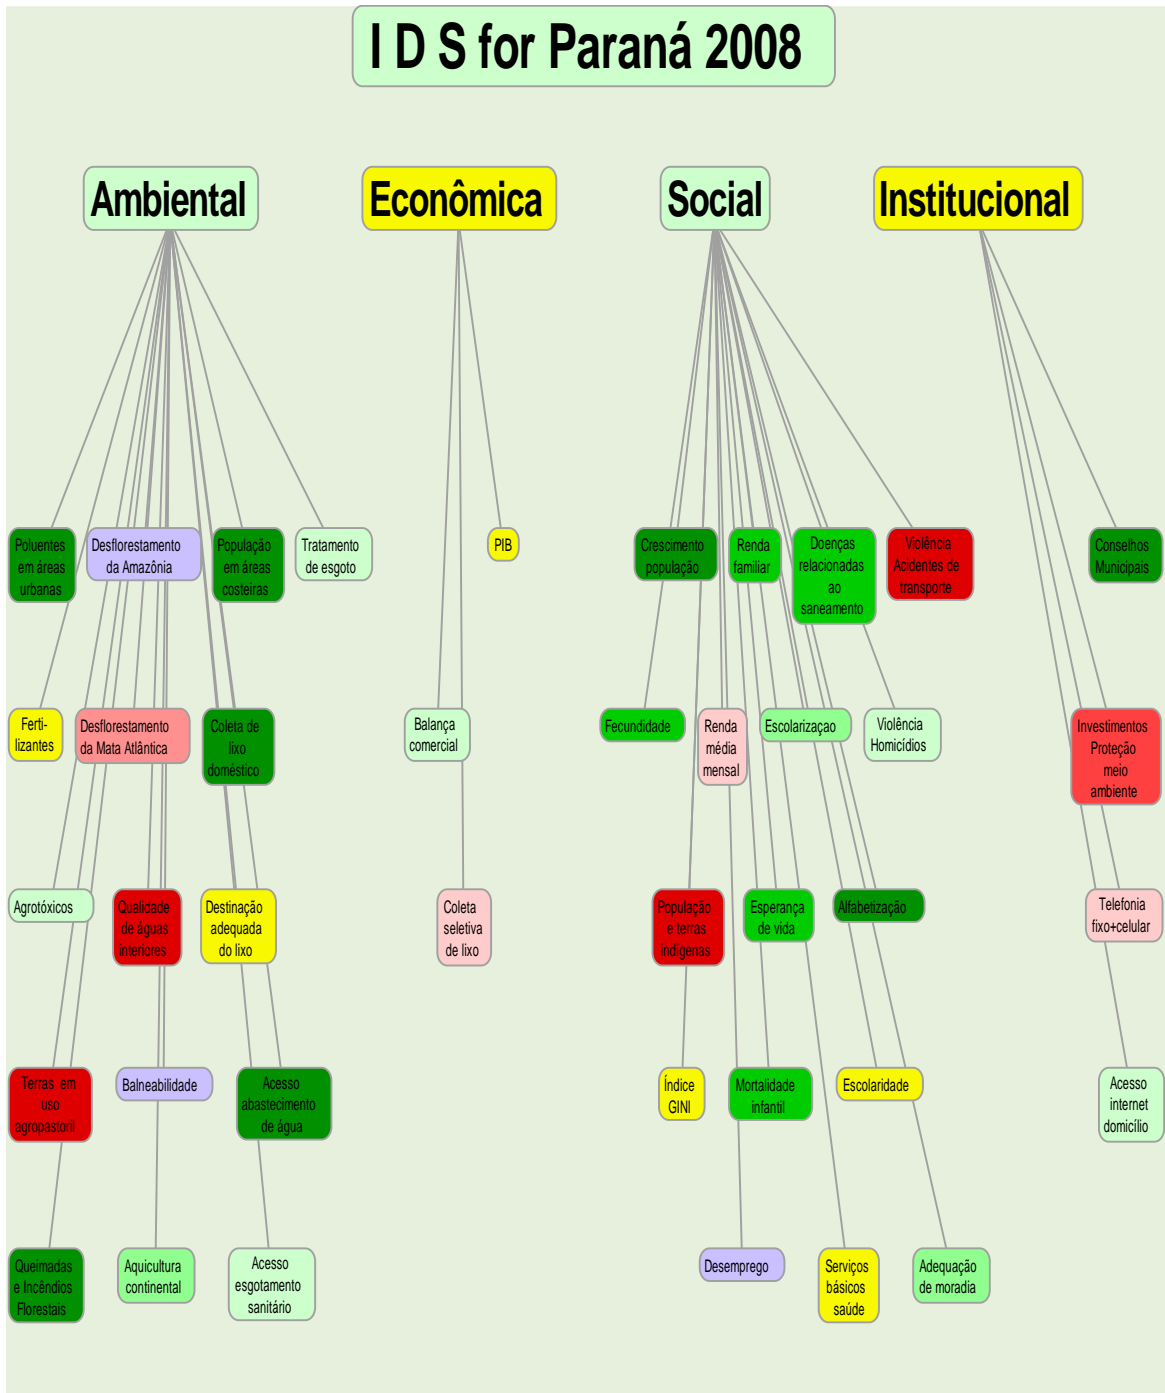 I D S for Paraná 2008
Ambiental
Econômica
Social
Institucional
Poluentes
em áreas
urbanas
Desflorestamento
da Amazônia
População
em áreas
costeiras
Tratamento
de esgoto
PIB
Crescimento
população
Renda
familiar
Doenças
relacionadas
ao
saneamento
Violência
Acidentes de
transporte
Conselhos
Municipais
Ferti-
lizantes
Desflorestamento
da Mata Atlântica
Coleta de
lixo
doméstico
Balança
comercial
Fecundidade
Renda
média
mensal
Escolarizaçao
Violência
Homicídios
Investimentos
Proteção
meio
ambiente
Agrotóxicos
Qualidade
de águas
interiores
Destinação
adequada
do lixo
Coleta
seletiva
de lixo
População
e terras
indígenas
Esperança
de vida
Alfabetização
Telefonia
fixo+celular
Terras em
uso
agropastoril
Balneabilidade
Acesso
abastecimento
de água
Índice
GINI
Mortalidade
infantil
Escolaridade
Acesso
internet
domicílio
Queimadas
e Incêndios
Florestais
Aquicultura
continental
Acesso
esgotamento
sanitário
Desemprego
Serviços
básicos
saúde
Adequação
de moradia